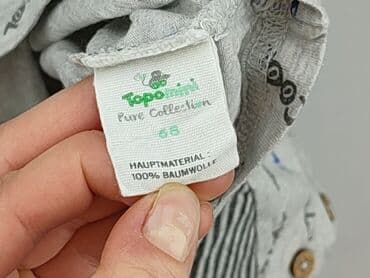 Topomini
Pure Collection
68
HAUPTMATERIAL :
100% BAUMWOLLE